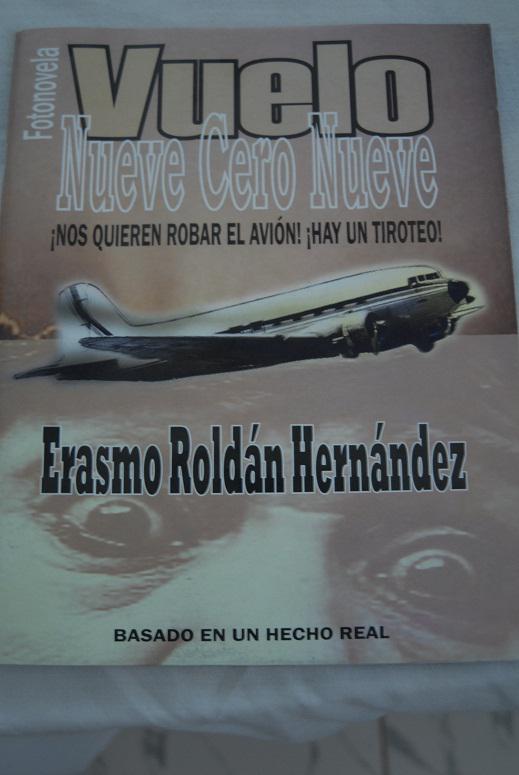 Fotonovela
Vuelo
Nueve Cero Nueve
¡NOS QUIEREN ROBAR EL AVIÓN! ¡HAY UN TIROTEO!
Erasmo Roldán Hernández
BASADO EN UN HECHO REAL